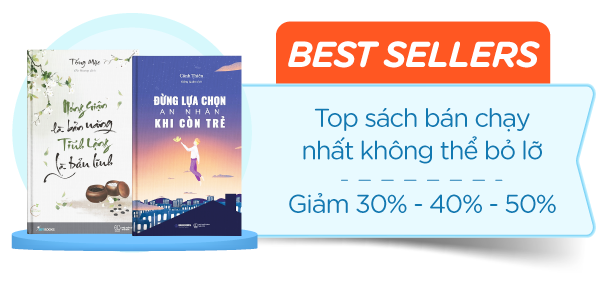 BEST SELLERS
Top sách bán chạy
nhất không thể bỏ lỡ
Giảm 30% - 40% - 50%
Tống Mặc
Nóng Giận
là bản năng
Tĩnh Lặng
là bản lĩnh
Cảnh Thiên
ĐỪNG LỰA CHỌN
AN NHÀN
KHI CÒN TRẺ